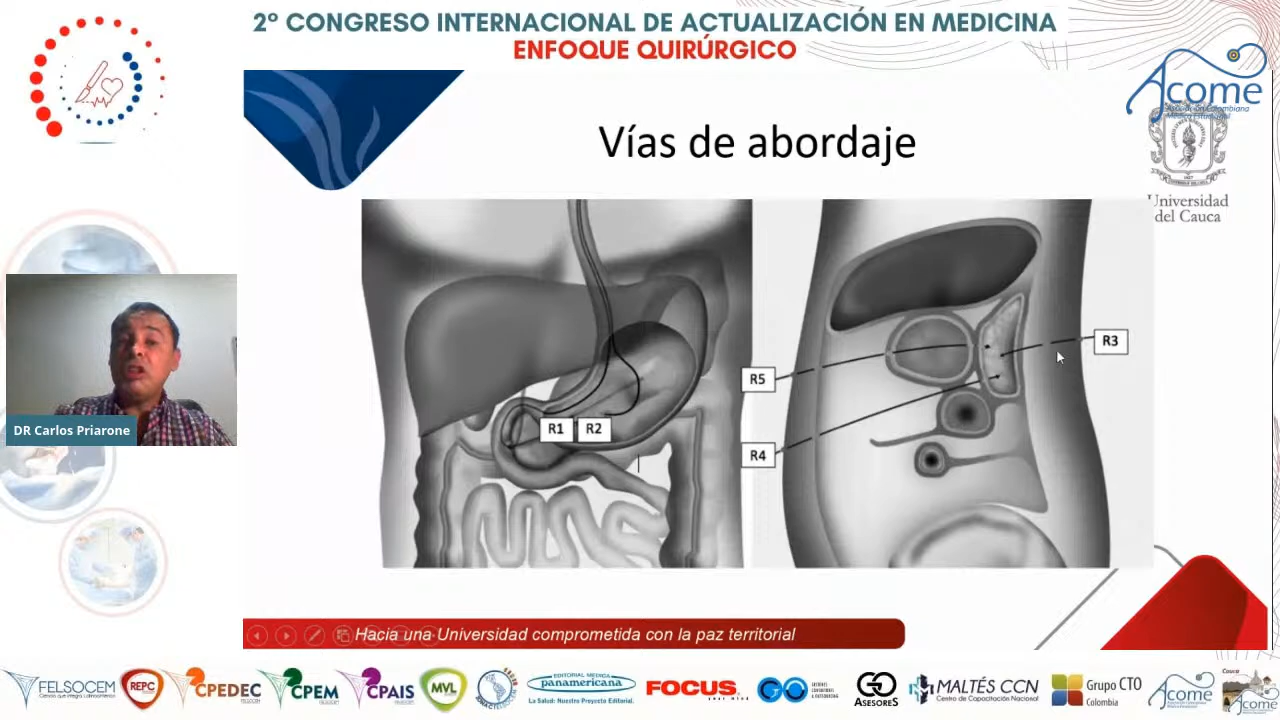 2° CONGRESO INTERNACIONAL DE ACTUALIZACIÓN EN MEDICINA
ENFOQUE QUIRÚRGICO
Acome
Universidad
del Cauca
Vías de abordaje
R1
R2
R5
R4
R3
DR Carlos Priarone
Hacia una Universidad comprometida con la paz territorial
FELSOCEM
REPC
CPEDEC
CPEM
CPAIS
MVL
EDITORIAL MEDICA
panamericana
La Salud: Nuestro Proyecto Editorial.
FOCUS
GO
ASESORES
MALTÉS CCN
Centro de Capacitación Nacional
Grupo CTO
Colombia
Acome
Cauca
Acome